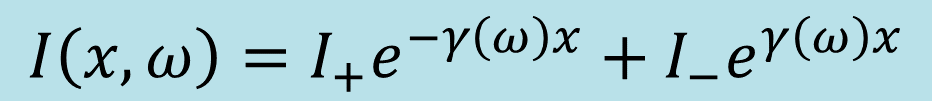 I(x, ω) = I₊e^{−γ(ω)x} + I₋e^{γ(ω)x}